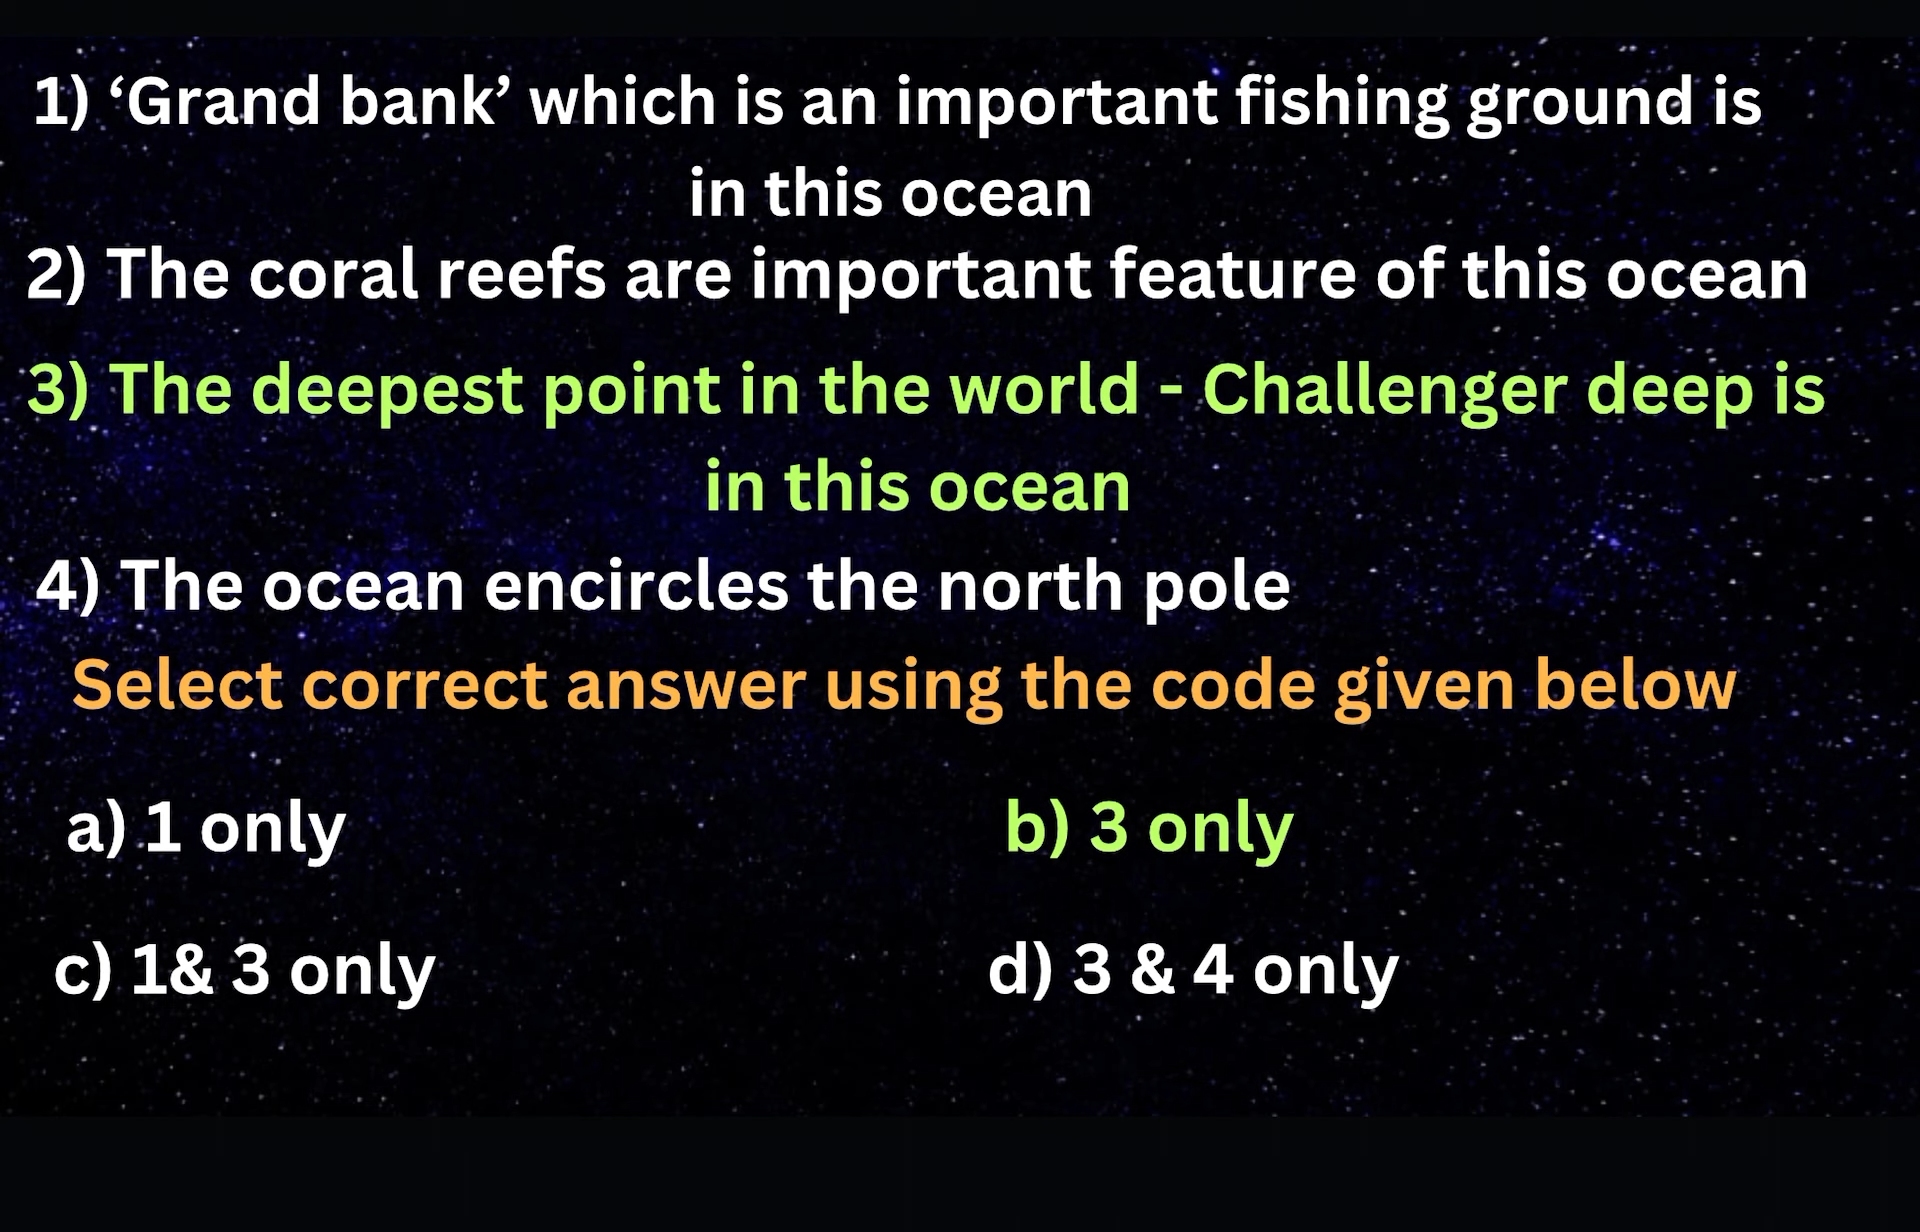 1) ‘Grand bank’ which is an important fishing ground is
in this ocean
2) The coral reefs are important feature of this ocean
3) The deepest point in the world - Challenger deep is
in this ocean
4) The ocean encircles the north pole
Select correct answer using the code given below
a) 1 only
b) 3 only
c) 1& 3 only
d) 3 & 4 only